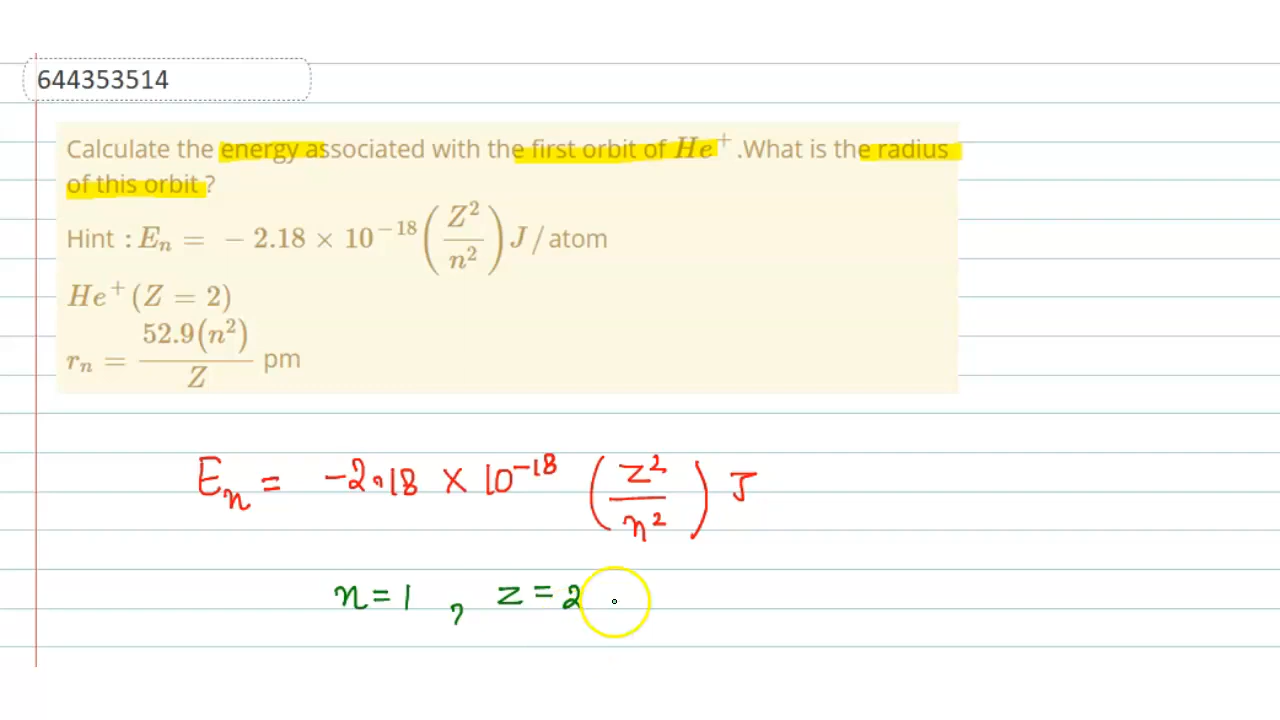 644353514
Calculate the energy associated with the first orbit of He⁺ .What is the radius
of this orbit ?
Hint : Eₙ = − 2.18 × 10⁻¹⁸ (Z²/n²) J / atom
He⁺ (Z = 2)
rₙ = 52.9(n²)/Z pm
Eₙ = −2.18 × 10⁻¹⁸ (Z²/n²) J
n = 1 , Z = 2